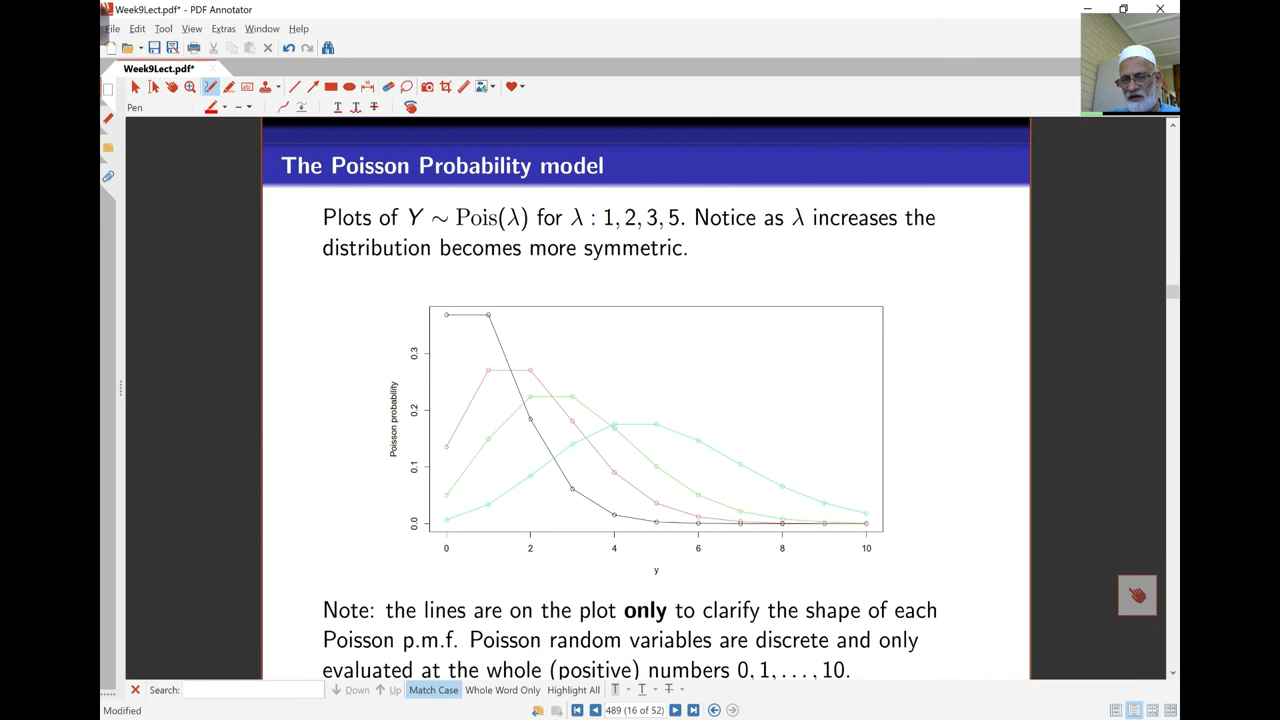 Week9Lect.pdf* - PDF Annotator
File Edit Tool View Extras Window Help
Week9Lect.pdf*
Pen
The Poisson Probability model
Plots of Y ∼ Pois(λ) for λ : 1, 2, 3, 5. Notice as λ increases the
distribution becomes more symmetric.
Poisson probability
0.3
0.2
0.1
0.0
0 2 4 6 8 10
y
Note: the lines are on the plot only to clarify the shape of each
Poisson p.m.f. Poisson random variables are discrete and only
evaluated at the whole (positive) numbers 0, 1, . . . , 10.
Search: Down Up Match Case Whole Word Only Highlight All
Modified 489 (16 of 52)